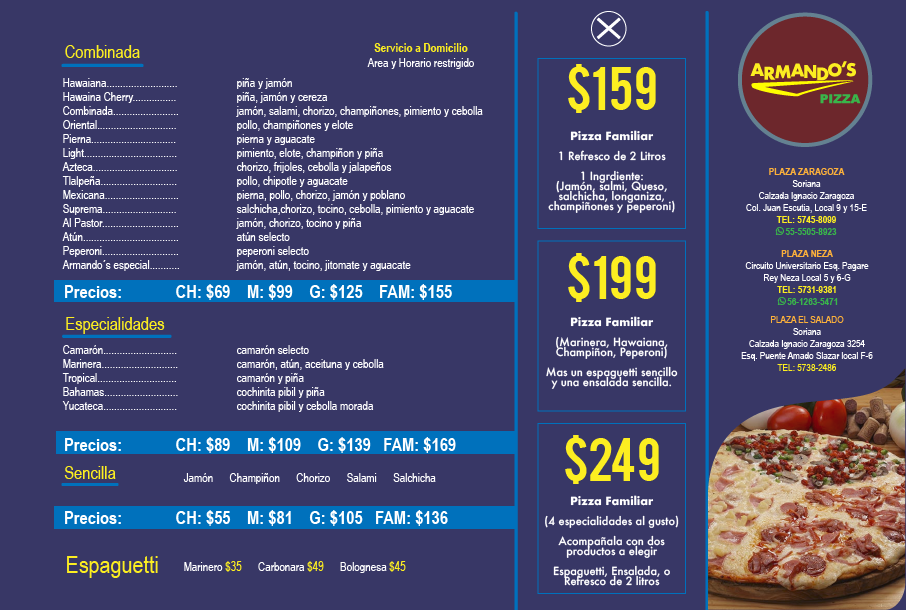 Combinada
Servicio a Domicilio
Area y Horario restrigido
Hawaiana.......................... piña y jamón
Hawaina Cherry................ piña, jamón y cereza
Combinada........................ jamón, salami, chorizo, champiñones, pimiento y cebolla
Oriental............................. pollo, champiñones y elote
Pierna............................... pierna y aguacate
Light.................................. pimiento, elote, champiñon y piña
Azteca............................... chorizo, frijoles, cebolla y jalapeños
Tlalpeña............................ pollo, chipotle y aguacate
Mexicana........................... pierna, pollo, chorizo, jamón y poblano
Suprema............................ salchicha,chorizo, tocino, cebolla, pimiento y aguacate
Al Pastor............................ jamón, chorizo, tocino y piña
Atún................................... atún selecto
Peperoni............................ peperoni selecto
Armando´s especial........... jamón, atún, tocino, jitomate y aguacate
Precios: CH: $69 M: $99 G: $125 FAM: $155
Especialidades
Camarón........................... camarón selecto
Marinera............................ camarón, atún, aceituna y cebolla
Tropical............................. camarón y piña
Bahamas........................... cochinita pibil y piña
Yucateca........................... cochinita pibil y cebolla morada
Precios: CH: $89 M: $109 G: $139 FAM: $169
Sencilla Jamón Champiñon Chorizo Salami Salchicha
Precios: CH: $55 M: $81 G: $105 FAM: $136
Espaguetti Marinero $35 Carbonara $49 Bolognesa $45
$159
Pizza Familiar
1 Refresco de 2 Litros
1 Ingrdiente:
(Jamón, salmi, Queso,
salchicha, longaniza,
champiñones y peperoni)
$199
Pizza Familiar
(Marinera, Hawaiana,
Champiñon, Peperoni)
Mas un espaguetti sencillo
y una ensalada sencilla.
$249
Pizza Familiar
(4 especialidades al gusto)
Acompañala con dos
productos a elegir
Espaguetti, Ensalada, o
Refresco de 2 litros
ARMANDO'S
PIZZA
PLAZA ZARAGOZA
Soriana
Calzada Ignacio Zaragoza
Col. Juan Escutia, Local 9 y 15-E
TEL: 5745-8099
55-5505-8923
PLAZA NEZA
Circuito Universitario Esq. Pagare
Rey Neza Local 5 y 6-G
TEL: 5731-9381
56-1263-5471
PLAZA EL SALADO
Soriana
Calzada Ignacio Zaragoza 3254
Esq. Puente Amado Slazar local F-6
TEL: 5738-2486